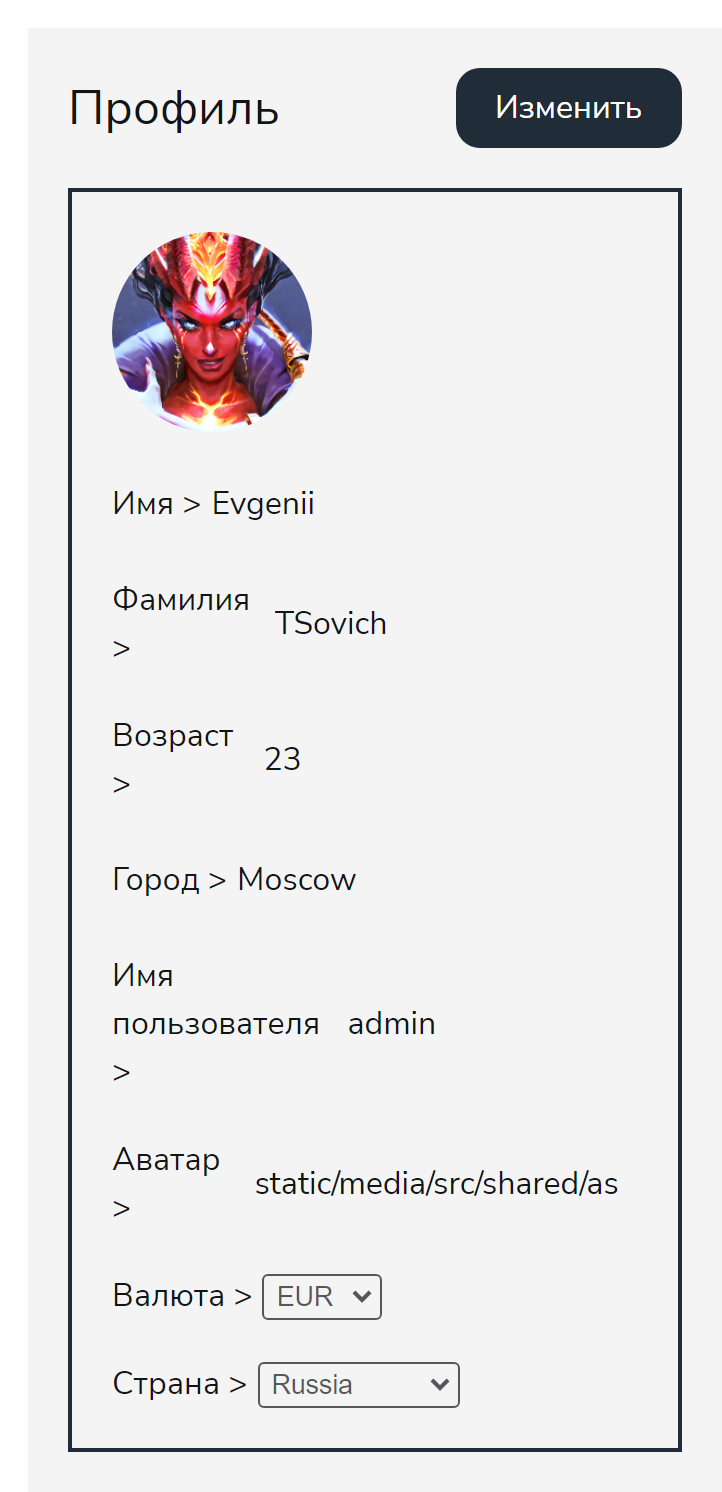 Профиль
Изменить
Имя > Evgenii
Фамилия
>
TSovich
Возраст
>
23
Город > Moscow
Имя
пользователя
>
admin
Аватар
>
static/media/src/shared/as
Валюта > EUR
Страна > Russia